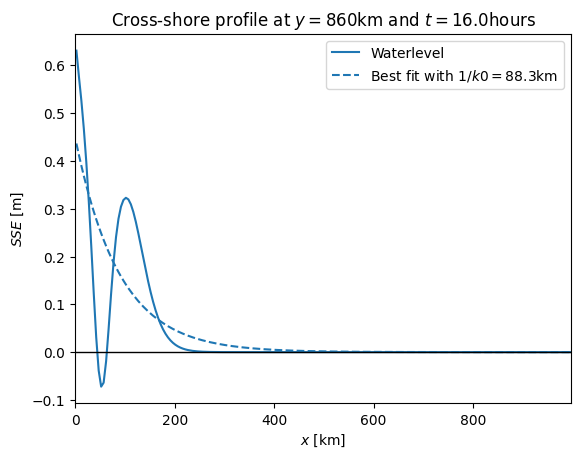 Cross-shore profile at y = 860km and t = 16.0hours
Waterlevel
Best fit with 1/k0 = 88.3km
SSE [m]
0.6
0.5
0.4
0.3
0.2
0.1
0.0
−0.1
0 200 400 600 800
x [km]